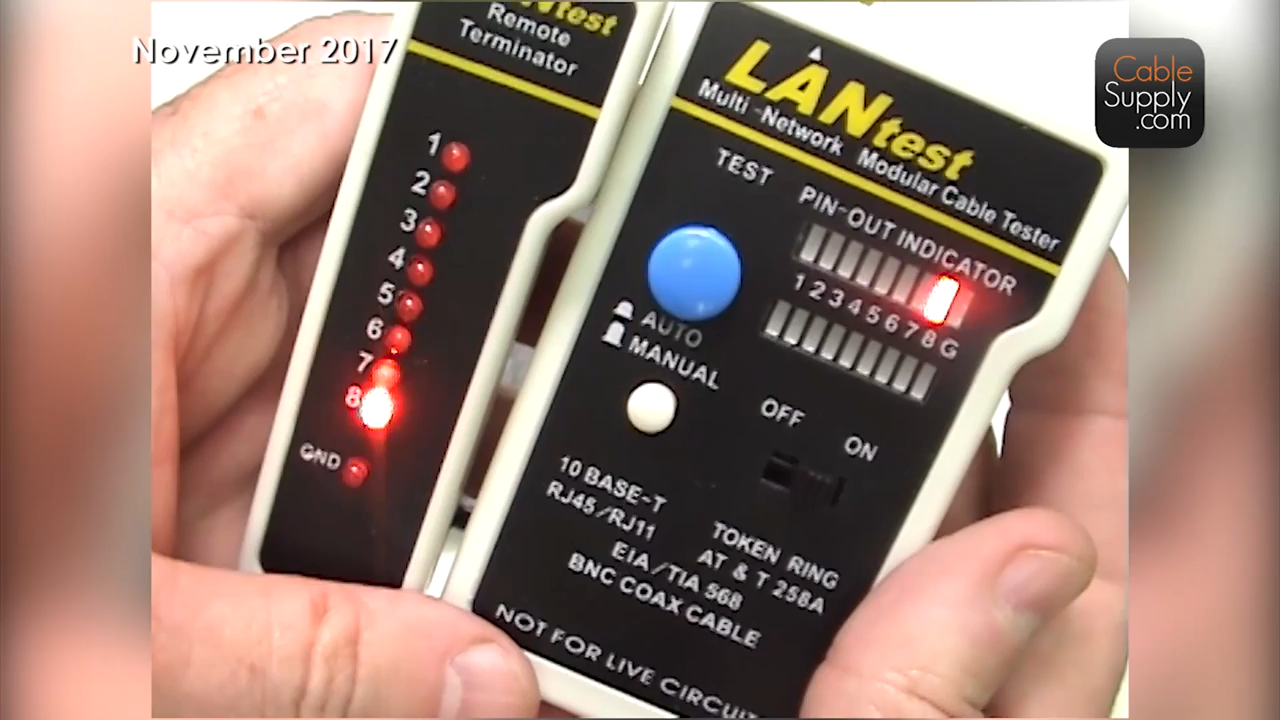 November 2017
Cable
Supply
.com
Ntest
Remote
Terminator
1
2
3
4
5
6
7
8
GND
LANtest
Multi-Network Modular Cable Tester
TEST
PIN-OUT INDICATOR
1 2 3 4 5 6 7 8 G
AUTO
MANUAL
OFF
ON
10 BASE-T
RJ45/RJ11
EIA/TIA 568
BNC COAX CABLE
TOKEN RING
AT & T 258A
NOT FOR LIVE CIRCUIT